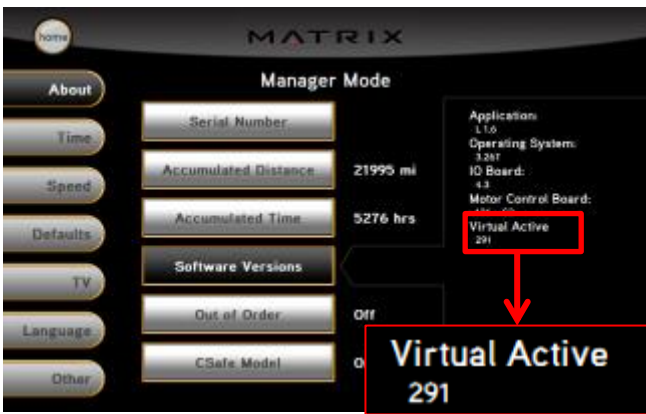 home
MATRIX
Manager Mode
About
Time
Speed
Defaults
TV
Language
Other
Serial Number
Accumulated Distance 21995 mi
Accumulated Time 5276 hrs
Software Versions
Out of Order Off
CSafe Model
Application:
L 1.6
Operating System:
3.267
IO Board:
4.3
Motor Control Board:
Virtual Active
291
Virtual Active
291